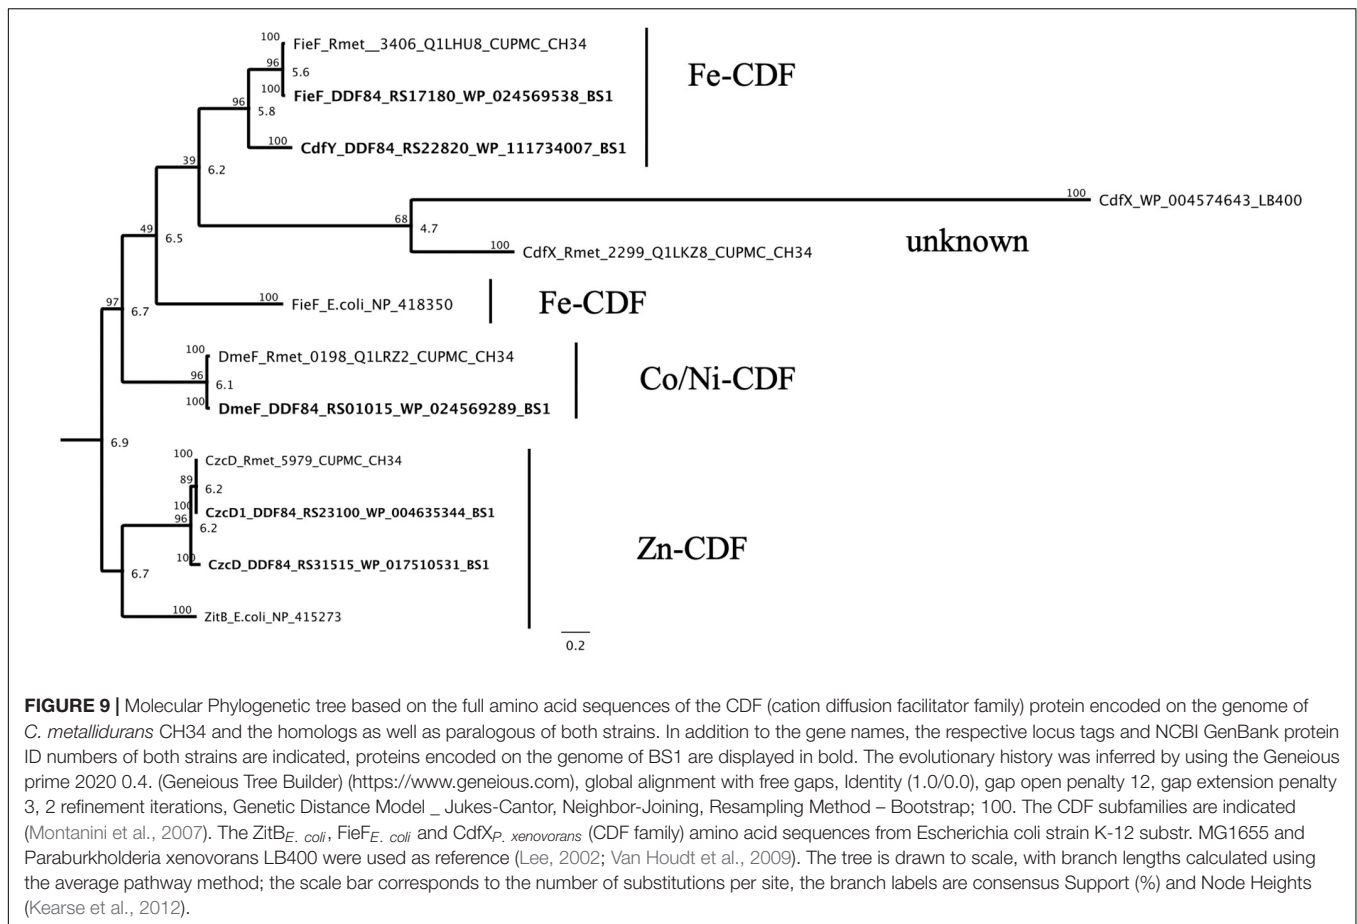 100
FieF_Rmet__3406_Q1LHU8_CUPMC_CH34
96
5.6
Fe-CDF
100
FieF_DDF84_RS17180_WP_024569538_BS1
96
5.8
100
CdfY_DDF84_RS22820_WP_111734007_BS1
39
6.2
100
CdfX_WP_004574643_LB400
68
4.7
49
6.5
unknown
100
CdfX_Rmet_2299_Q1LKZ8_CUPMC_CH34
97
6.7
100
FieF_E.coli_NP_418350
Fe-CDF
100
DmeF_Rmet_0198_Q1LRZ2_CUPMC_CH34
96
6.1
Co/Ni-CDF
100
DmeF_DDF84_RS01015_WP_024569289_BS1
6.9
100
CzcD_Rmet_5979_CUPMC_CH34
89
6.2
100
CzcD1_DDF84_RS23100_WP_004635344_BS1
96
6.2
Zn-CDF
100
CzcD_DDF84_RS31515_WP_017510531_BS1
6.7
100
ZitB_E.coli_NP_415273
0.2
FIGURE 9 | Molecular Phylogenetic tree based on the full amino acid sequences of the CDF (cation diffusion facilitator family) protein encoded on the genome of
C. metallidurans CH34 and the homologs as well as paralogous of both strains. In addition to the gene names, the respective locus tags and NCBI GenBank protein
ID numbers of both strains are indicated, proteins encoded on the genome of BS1 are displayed in bold. The evolutionary history was inferred by using the Geneious
prime 2020 0.4. (Geneious Tree Builder) (https://www.geneious.com), global alignment with free gaps, Identity (1.0/0.0), gap open penalty 12, gap extension penalty
3, 2 refinement iterations, Genetic Distance Model _ Jukes-Cantor, Neighbor-Joining, Resampling Method – Bootstrap; 100. The CDF subfamilies are indicated
(Montanini et al., 2007). The ZitB E. coli, FieF E. coli and CdfX P. xenovorans (CDF family) amino acid sequences from Escherichia coli strain K-12 substr. MG1655 and
Paraburkholderia xenovorans LB400 were used as reference (Lee, 2002; Van Houdt et al., 2009). The tree is drawn to scale, with branch lengths calculated using
the average pathway method; the scale bar corresponds to the number of substitutions per site, the branch labels are consensus Support (%) and Node Heights
(Kearse et al., 2012).